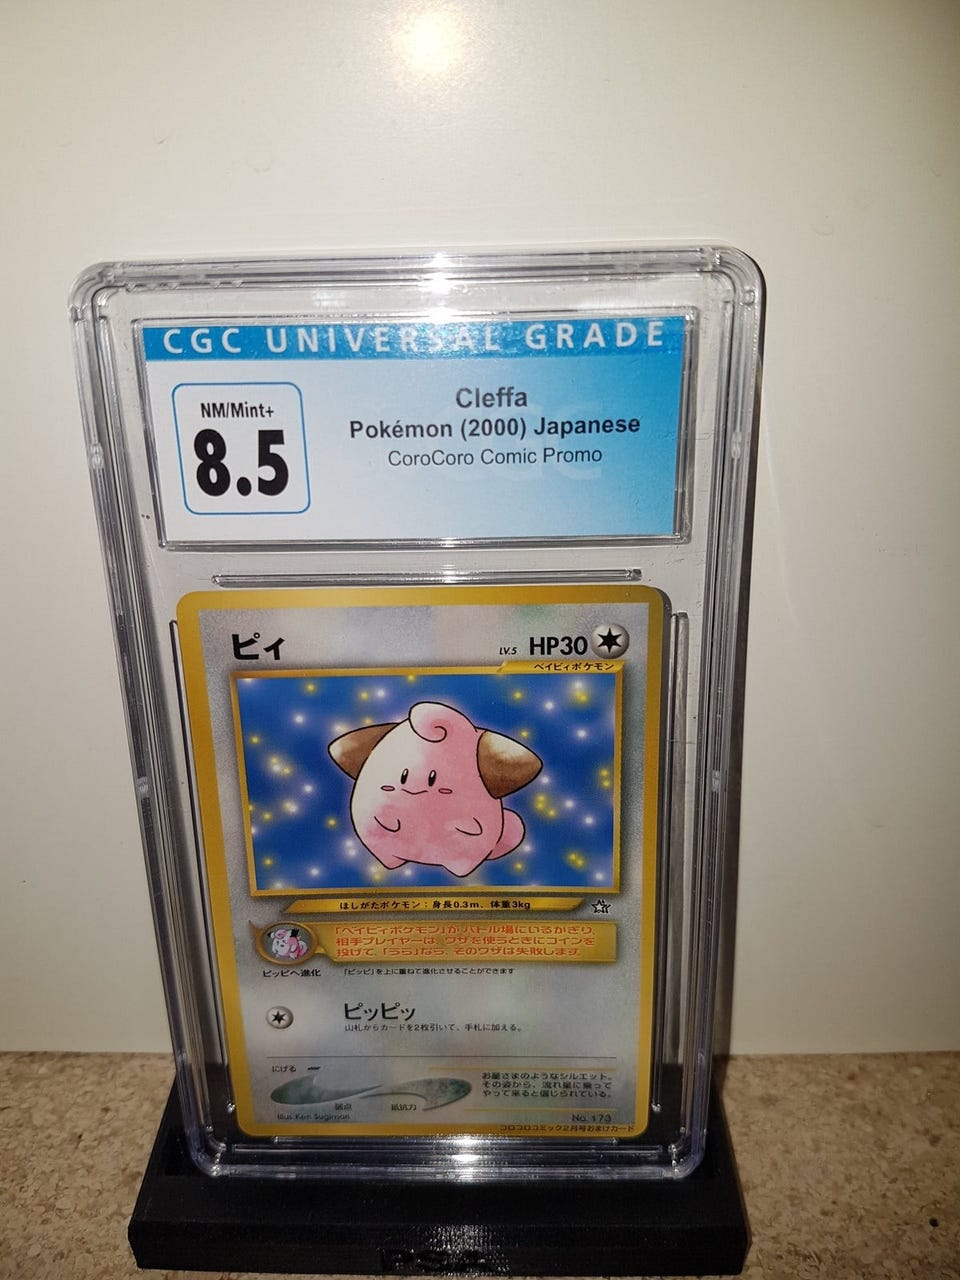 CGC UNIVERSAL GRADE
NM/Mint+
8.5
Cleffa
Pokémon (2000) Japanese
CoroCoro Comic Promo
ピィ
LV.5 HP30
ベイビィポケモン
ほしがたポケモン：身長0.3m、体重3kg
「ベイビィポケモン」がバトル場にいるかぎり、
相手プレイヤーは、ワザを使うときにコインを
投げて、「うら」なら、そのワザは失敗します
ピッピへ進化
「ピッピ」を上に重ねて進化させることができます
ピッピッ
山札からカードを2枚引いて、手札に加える。
にげる
弱点
抵抗力
お星さまのようなシルエット。
その姿から、流れ星に乗って
やって来ると信じられている。
Illus. Ken Sugimori
No. 173
コロコロコミック2月号おまけカード
PSA